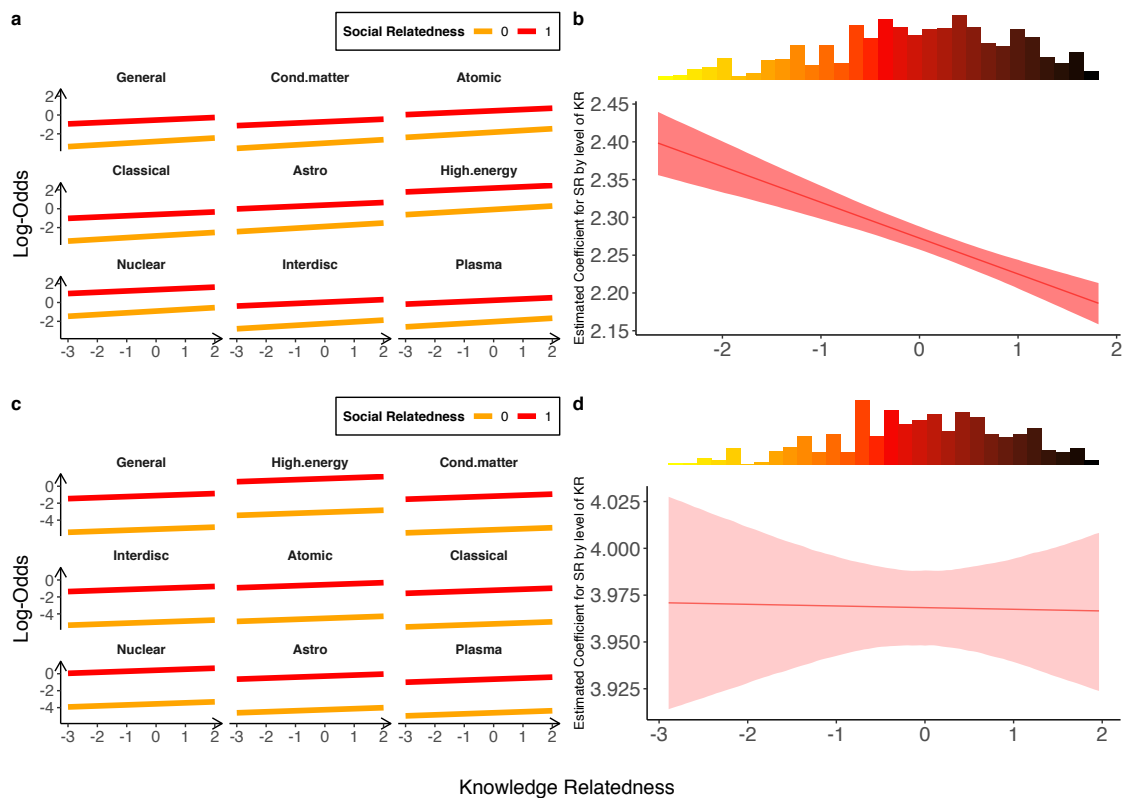 a
Social Relatedness 0 1
General Cond.matter Atomic
2
0
-2
Classical Astro High.energy
2
0
-2
Nuclear Interdisc Plasma
2
0
-2
-3 -2 -1 0 1 2 -3 -2 -1 0 1 2 -3 -2 -1 0 1 2
Log-Odds
b
Estimated Coefficient for SR by level of KR
2.45
2.40
2.35
2.30
2.25
2.20
2.15
-2 -1 0 1 2
c
Social Relatedness 0 1
General High.energy Cond.matter
0
-2
-4
Interdisc Atomic Classical
0
-2
-4
Nuclear Astro Plasma
0
-2
-4
-3 -2 -1 0 1 2 -3 -2 -1 0 1 2 -3 -2 -1 0 1 2
Log-Odds
d
Estimated Coefficient for SR by level of KR
4.025
4.000
3.975
3.950
3.925
-3 -2 -1 0 1 2
Knowledge Relatedness